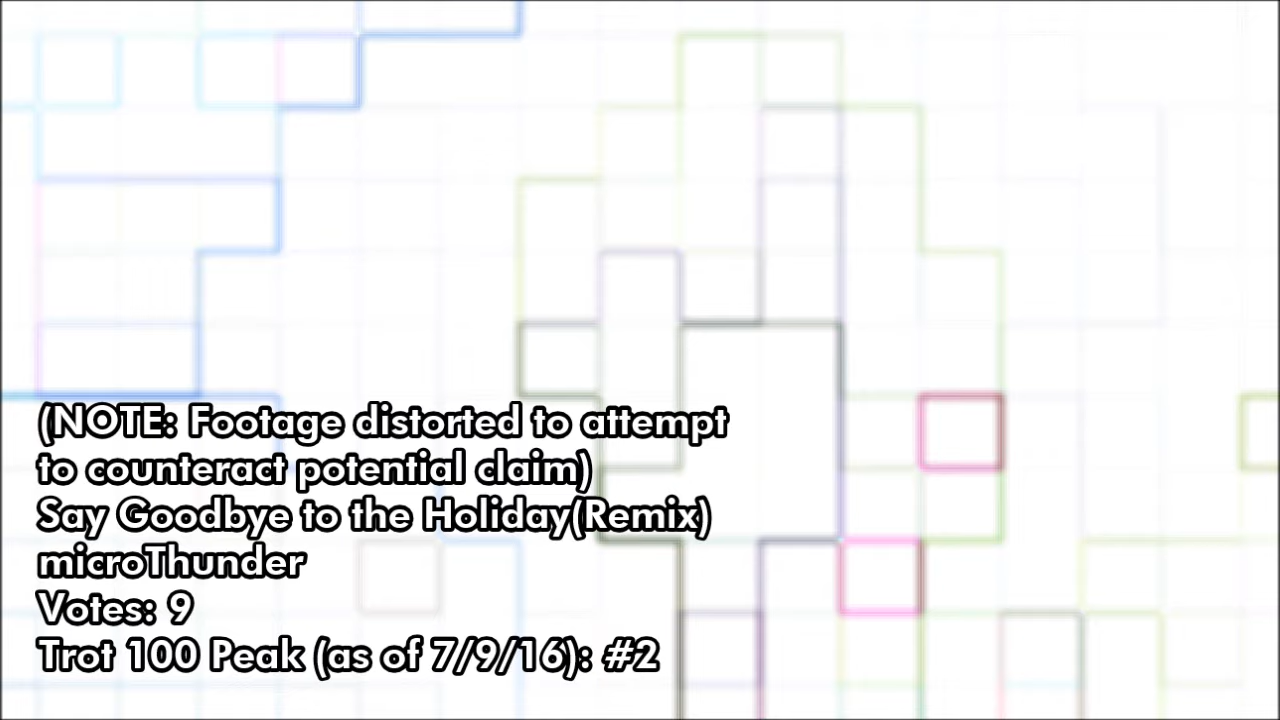 (NOTE: Footage distorted to attempt
to counteract potential claim)
Say Goodbye to the Holiday(Remix)
microThunder
Votes: 9
Trot 100 Peak (as of 7/9/16): #2